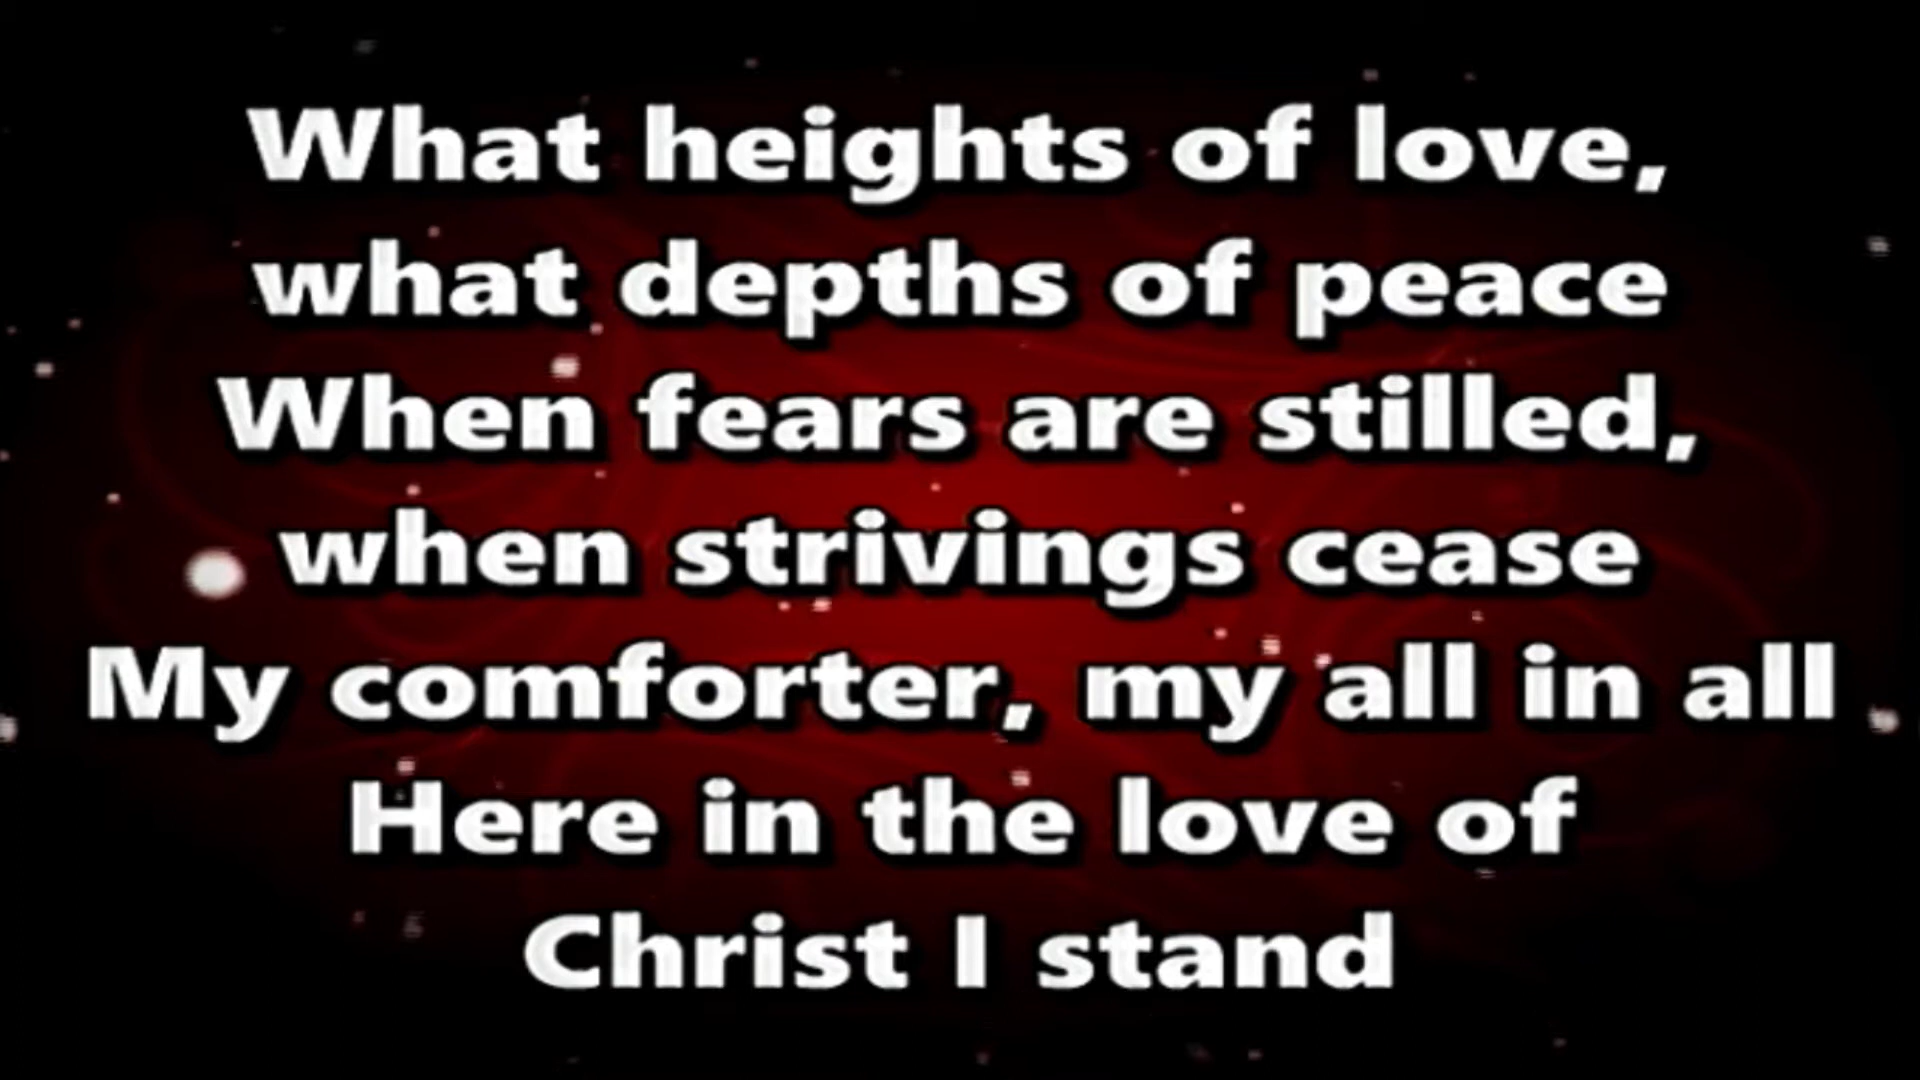 What heights of love,
what depths of peace
When fears are stilled,
when strivings cease
My comforter, my all in all
Here in the love of
Christ I stand